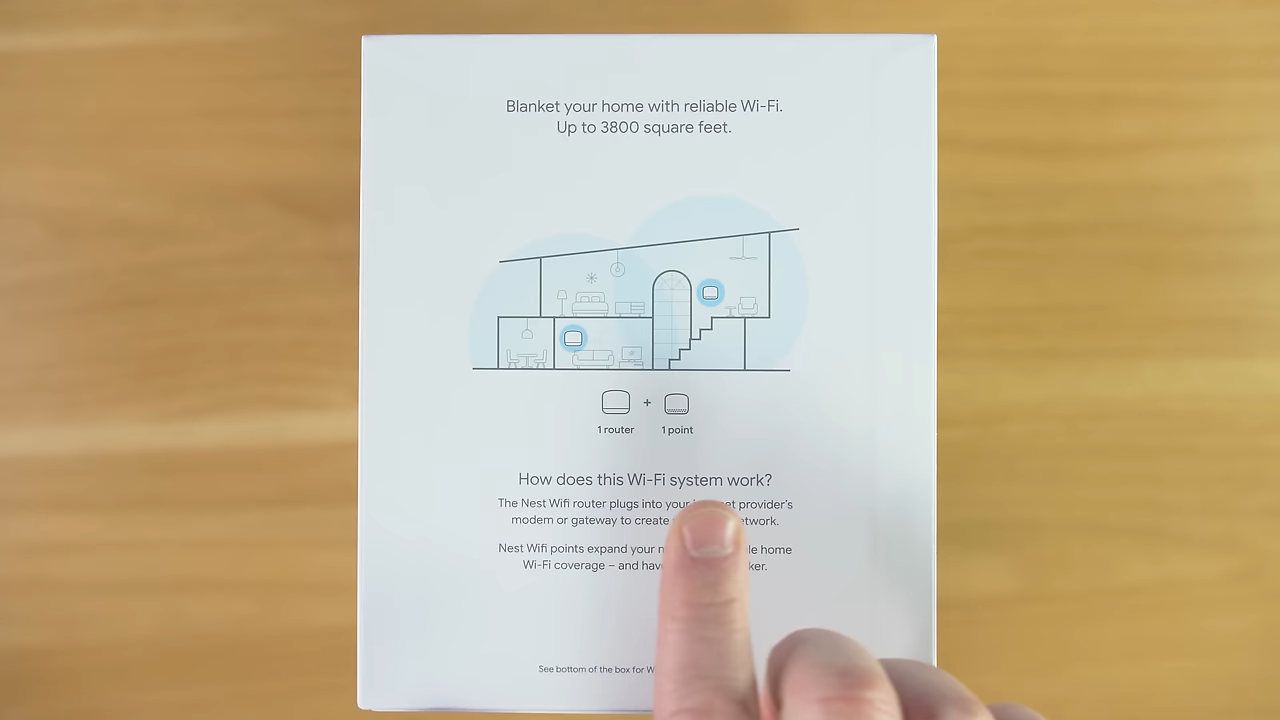 Blanket your home with reliable Wi-Fi.
Up to 3800 square feet.
+
1 router
1 point
How does this Wi-Fi system work?
The Nest Wifi router plugs into your provider's
modem or gateway to create
Nest Wifi points expand your home
Wi-Fi coverage – and
See bottom of the box for